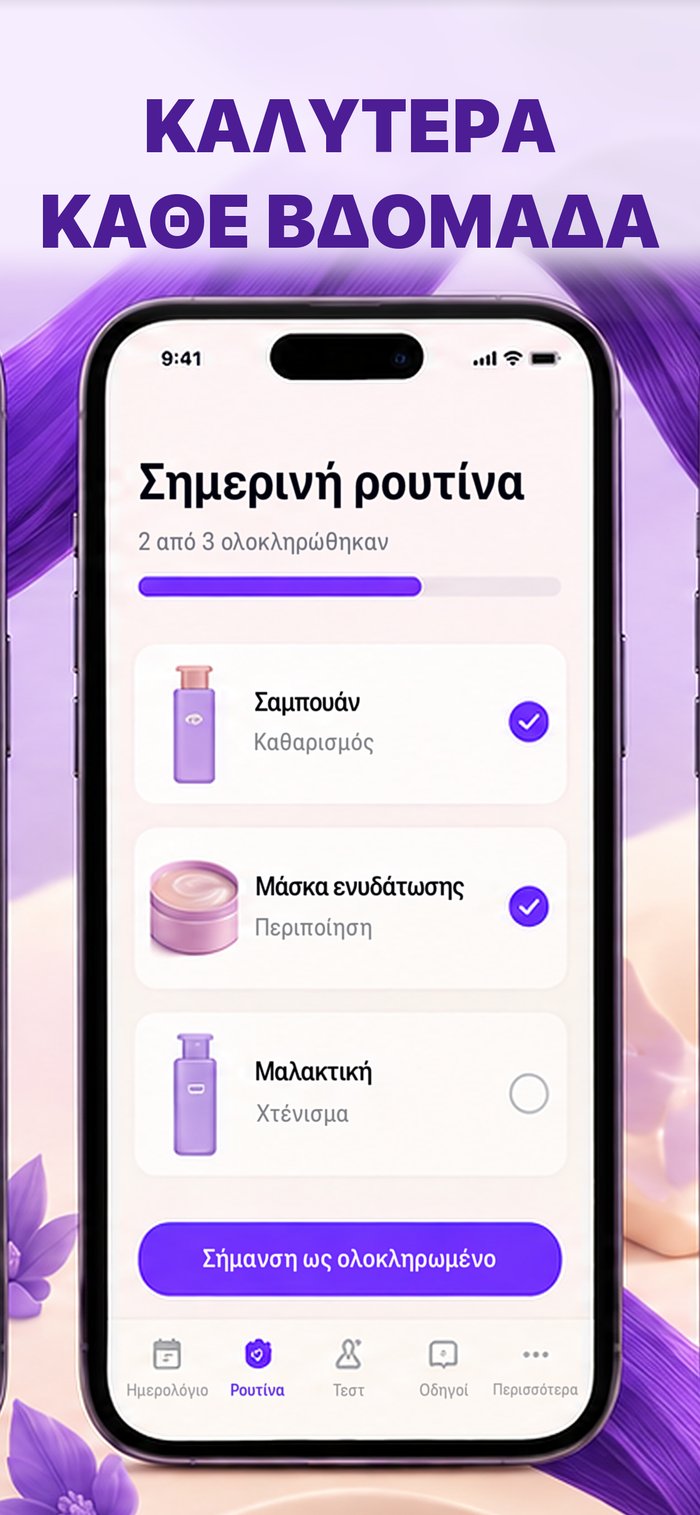 ΚΑΛΥΤΕΡΑ
ΚΑΘΕ ΒΔΟΜΑΔΑ
9:41
Σημερινή ρουτίνα
2 από 3 ολοκληρώθηκαν
Σαμπουάν
Καθαρισμός
Μάσκα ενυδάτωσης
Περιποίηση
Μαλακτική
Χτένισμα
Σήμανση ως ολοκληρωμένο
Ημερολόγιο
Ρουτίνα
Τεστ
Οδηγοί
Περισσότερα